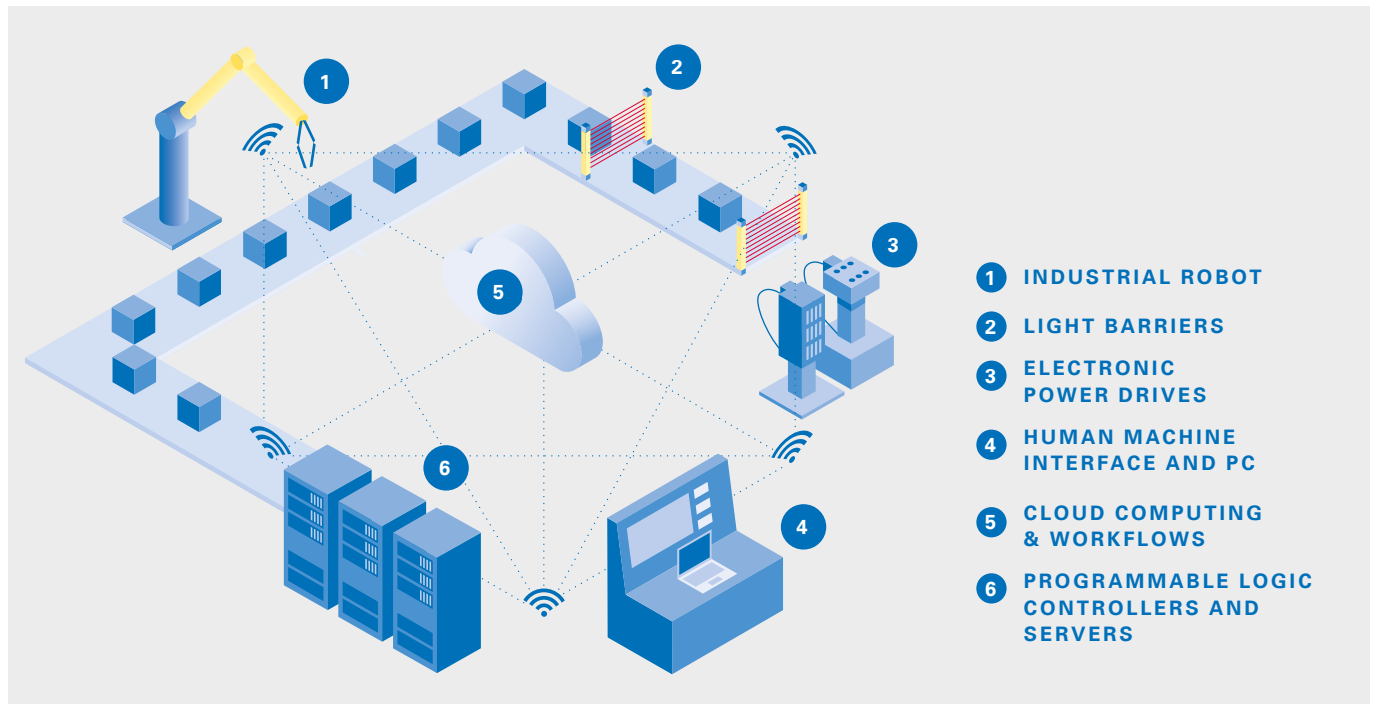 1
2
3
5
6
4
1 INDUSTRIAL ROBOT
2 LIGHT BARRIERS
3 ELECTRONIC
POWER DRIVES
4 HUMAN MACHINE
INTERFACE AND PC
5 CLOUD COMPUTING
& WORKFLOWS
6 PROGRAMMABLE LOGIC
CONTROLLERS AND
SERVERS